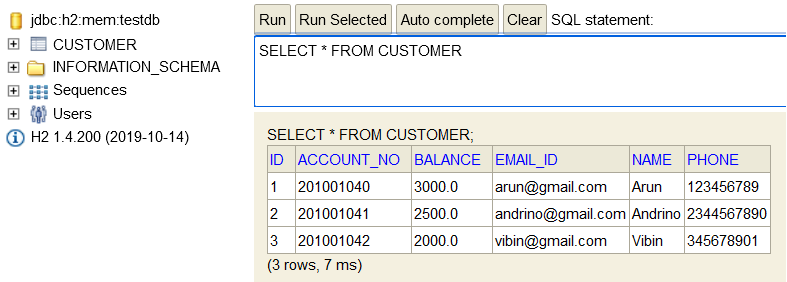 jdbc:h2:mem:testdb
CUSTOMER
INFORMATION_SCHEMA
Sequences
Users
H2 1.4.200 (2019-10-14)
Run Run Selected Auto complete Clear SQL statement:
SELECT * FROM CUSTOMER
SELECT * FROM CUSTOMER;
ID ACCOUNT_NO BALANCE EMAIL_ID NAME PHONE
1 201001040 3000.0 arun@gmail.com Arun 123456789
2 201001041 2500.0 andrino@gmail.com Andrino 2344567890
3 201001042 2000.0 vibin@gmail.com Vibin 345678901
(3 rows, 7 ms)